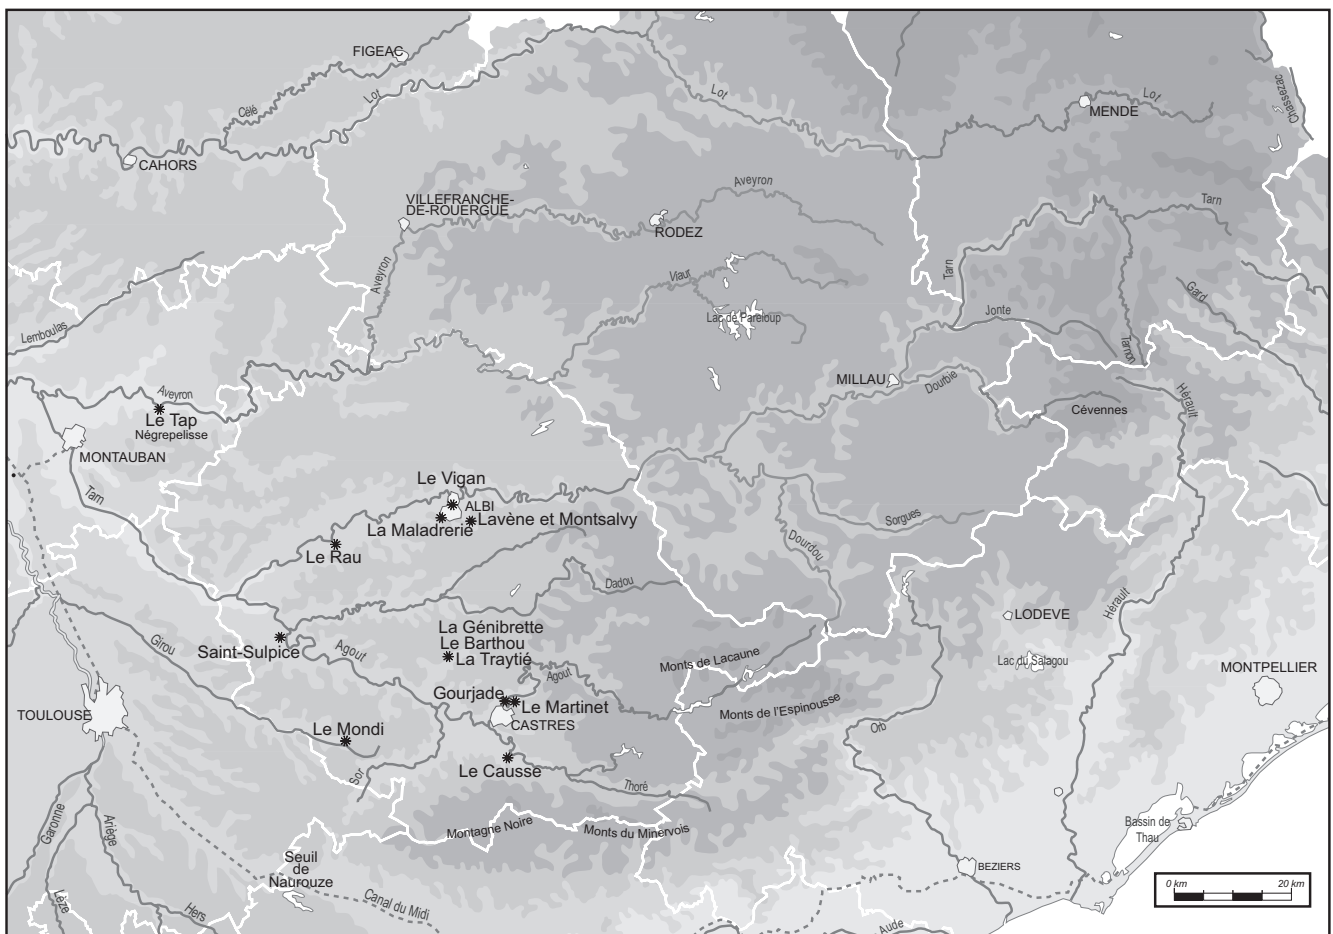 FIGEAC
Célé
Lot
Lot
MENDE
Lot
Chassezac
CAHORS
VILLEFRANCHE-
DE-ROUERGUE
Aveyron
RODEZ
Tarn
Aveyron
Viaur
Tarn
Lac de Pareloup
Jonte
Gard
Lemboulas
Tarnon
MILLAU
Dourbie
Hérault
Cévennes
Aveyron
Le Tap
Négrepelisse
MONTAUBAN
Tarn
Le Vigan
ALBI
Lavène et Montsalvy
La Maladrerie
Le Rau
Sorgues
Dourdou
Dadou
Hérault
LODEVE
La Génibrette
Le Barthou
La Traytié
Girou
Saint-Sulpice
Agout
Agout
Monts de Lacaune
Lac du Salagou
MONTPELLIER
Gourjade
Le Martinet
CASTRES
Monts de l'Espinousse
TOULOUSE
Le Mondi
Orb
Le Causse
Sor
Thoré
Garonne
Ariège
Montagne Noire
Monts du Minervois
Bassin de
Thau
Seuil
de
Naurouze
BEZIERS
0 km
20 km
Lèze
Hers
Canal du Midi
Aude